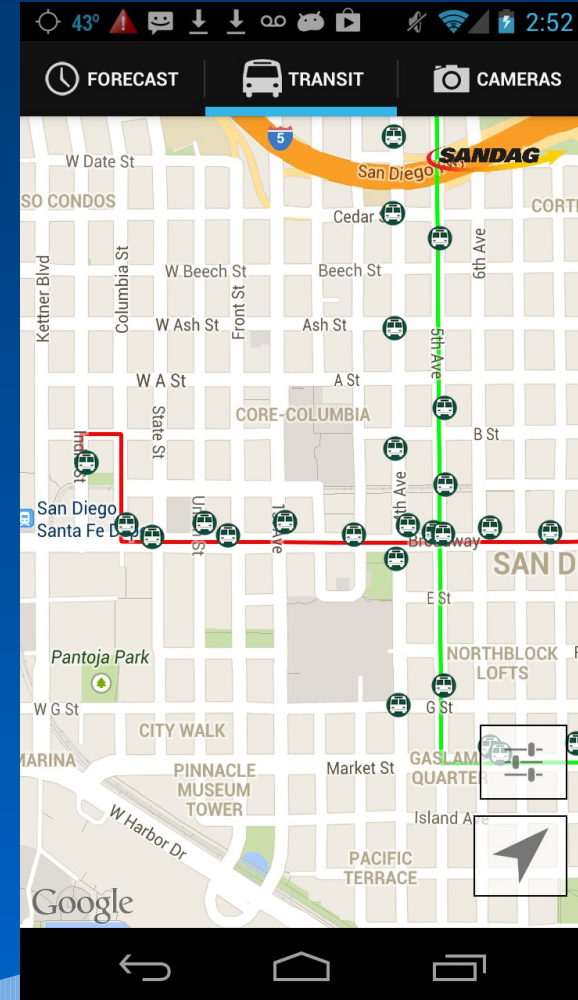 43°
2:52
FORECAST
TRANSIT
CAMERAS
5
W Date St
San Diego
SANDAG
SO CONDOS
Cedar
CORT
Kettner Blvd
Columbia St
W Beech St
Front St
Beech St
6th Ave
W Ash St
Ash St
5th Ave
W A St
A St
State St
CORE-COLUMBIA
B St
San Diego
Santa Fe D
Broadway
SAN D
E St
Pantoja Park
NORTHBLOCK
LOFTS
W G St
G St
CITY WALK
MARINA
PINNACLE
MUSEUM
TOWER
Market St
GASLAM
QUARTER
W Harbor Dr
Island Ave
PACIFIC
TERRACE
Google